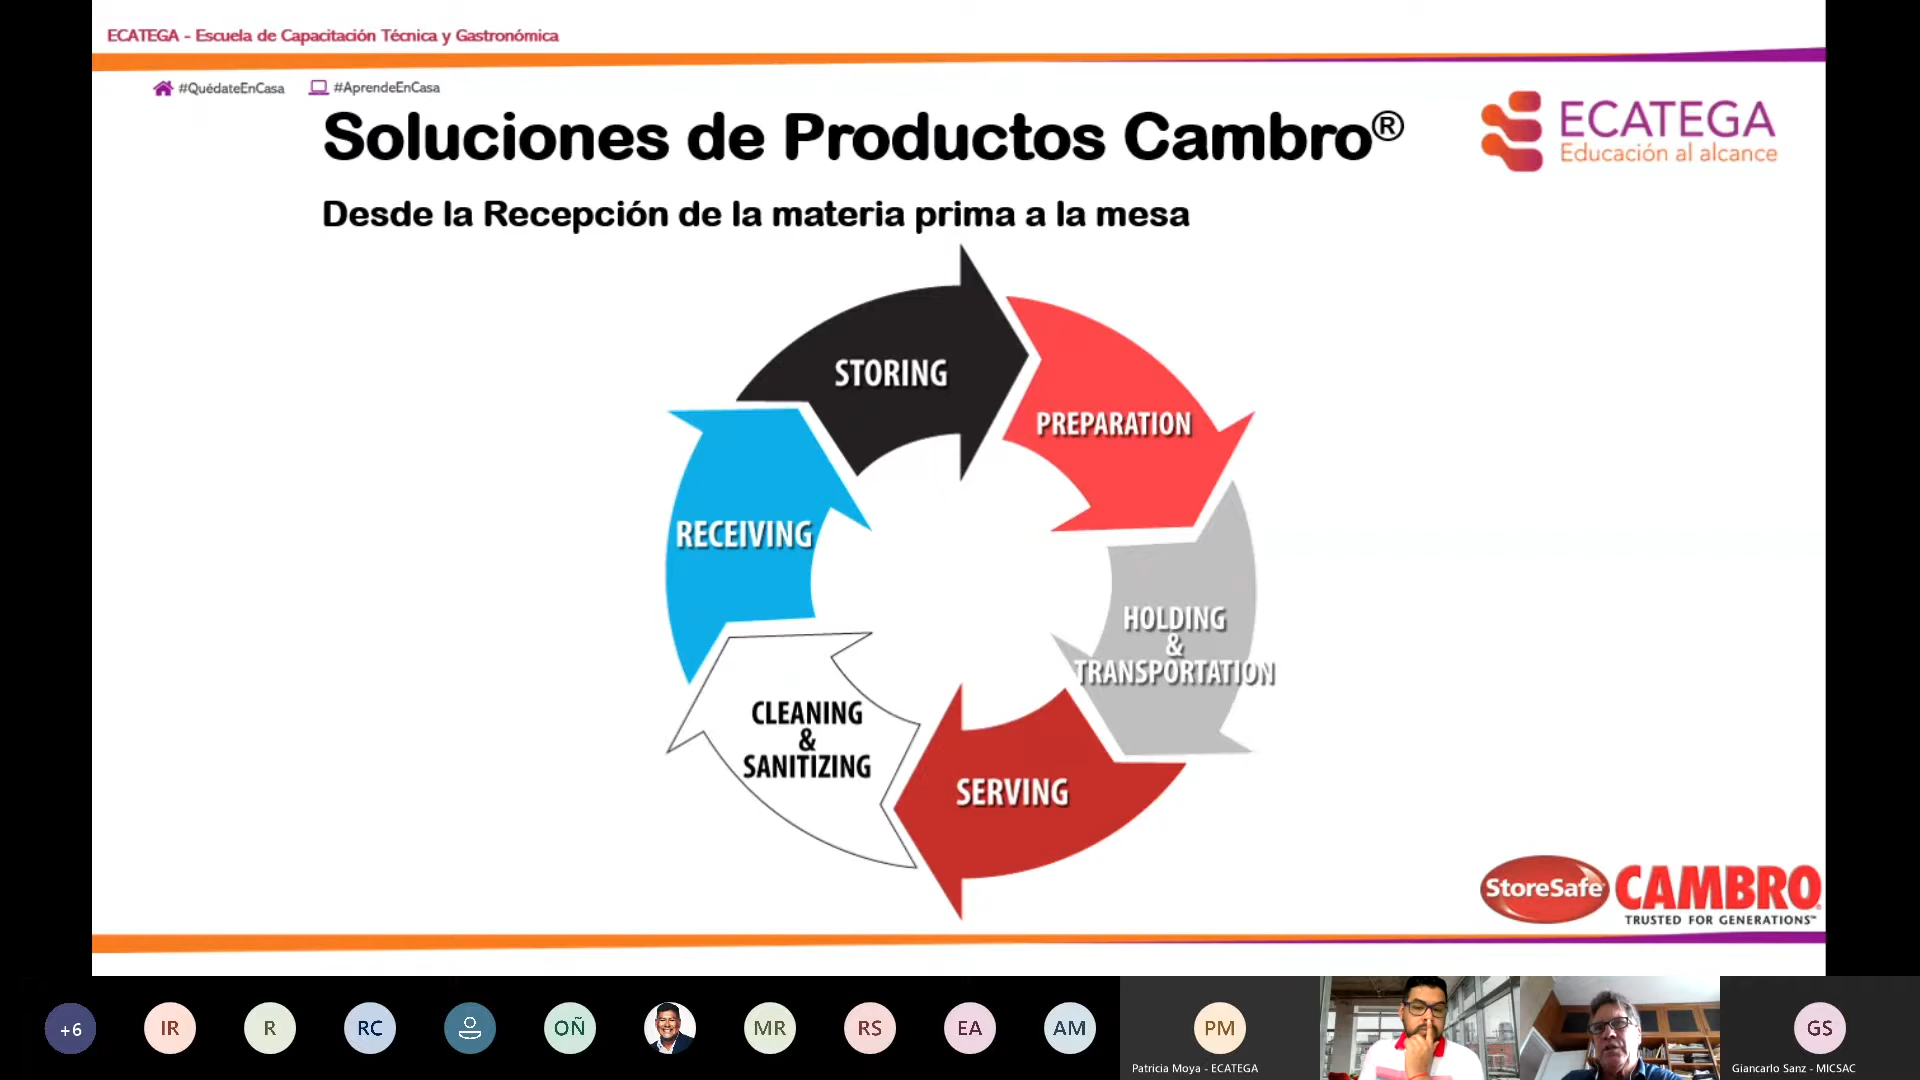 ECATEGA - Escuela de Capacitación Técnica y Gastronómica
#QuédateEnCasa #AprendeEnCasa
Soluciones de Productos Cambro®
ECATEGA
Educación al alcance
Desde la Recepción de la materia prima a la mesa
STORING
PREPARATION
RECEIVING
HOLDING
&
TRANSPORTATION
CLEANING
&
SANITIZING
SERVING
StoreSafe
CAMBRO®
TRUSTED FOR GENERATIONS™
+6 IR R RC OÑ MR RS EA AM PM GS
Patricia Moya - ECATEGA
Giancarlo Sanz - MICSAC